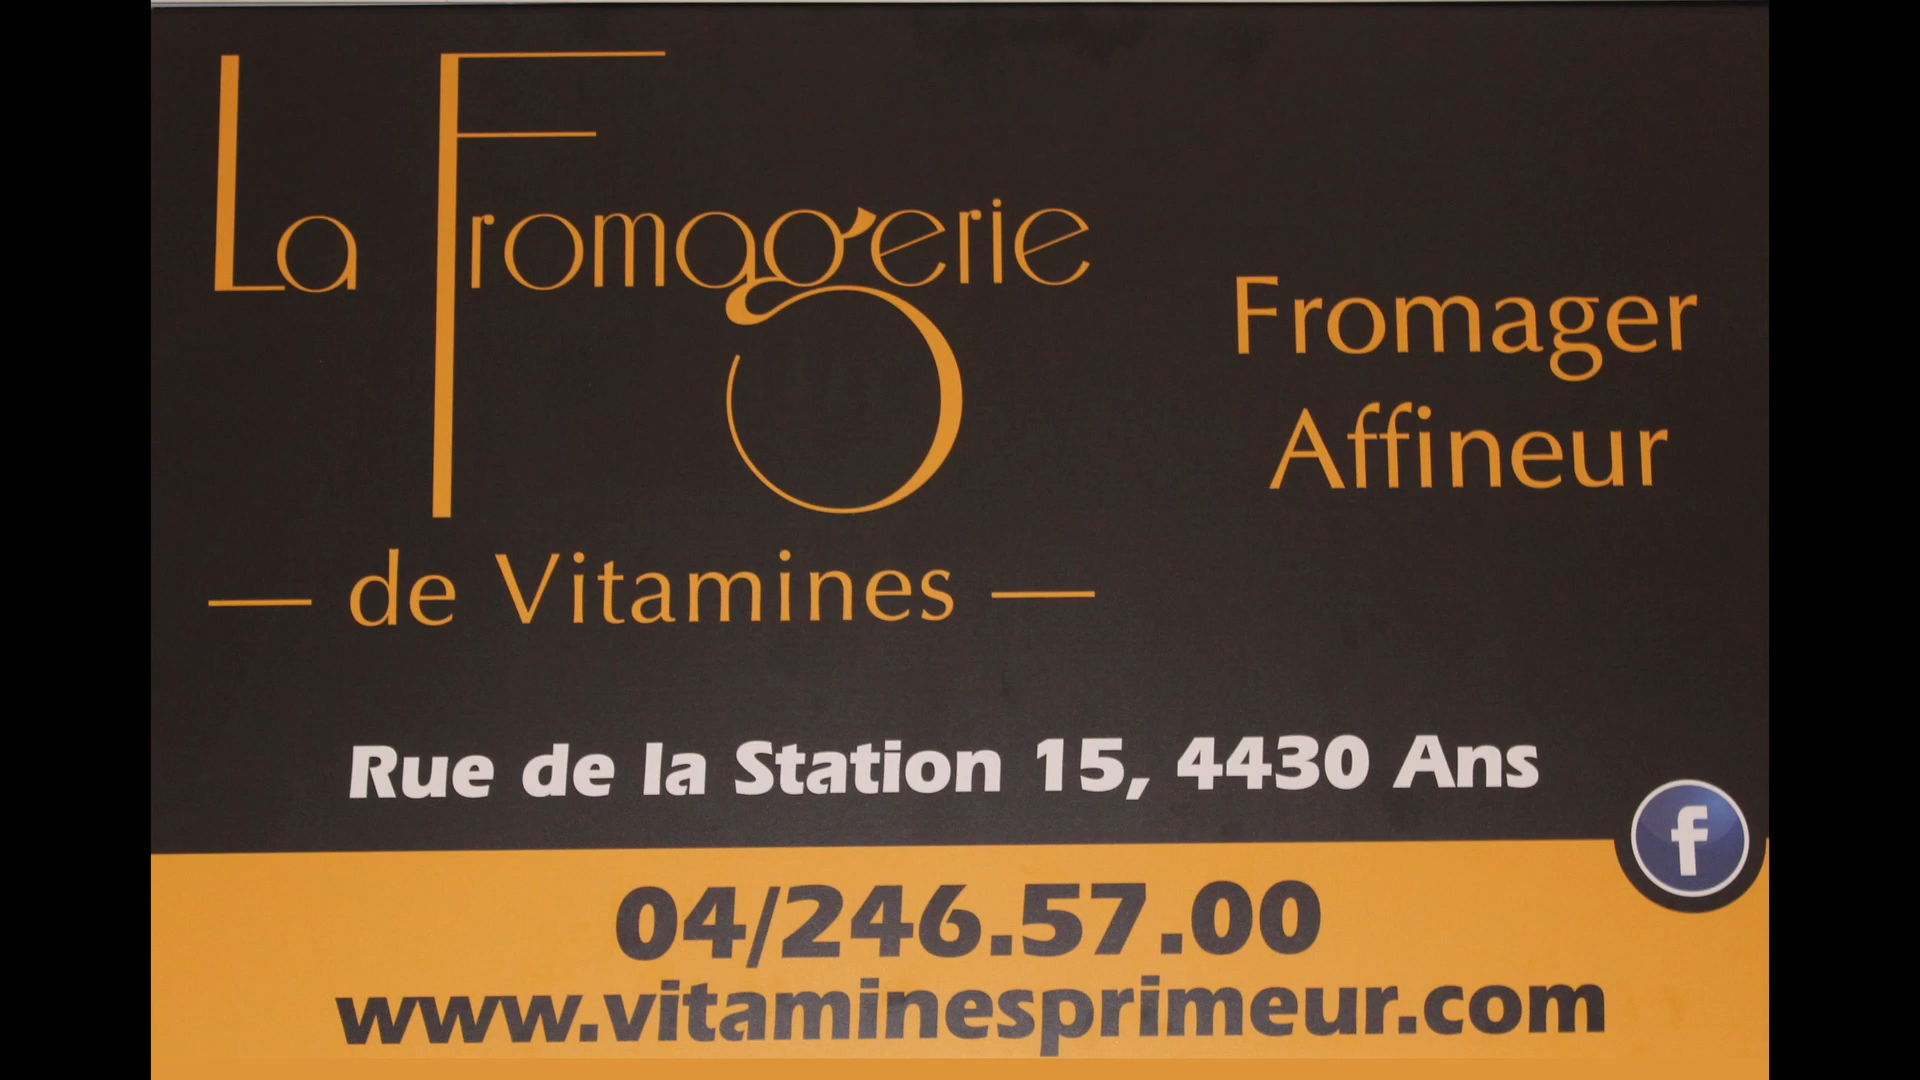 La Fromagerie
— de Vitamines —
Fromager
Affineur
Rue de la Station 15, 4430 Ans
f
04/246.57.00
www.vitaminesprimeur.com